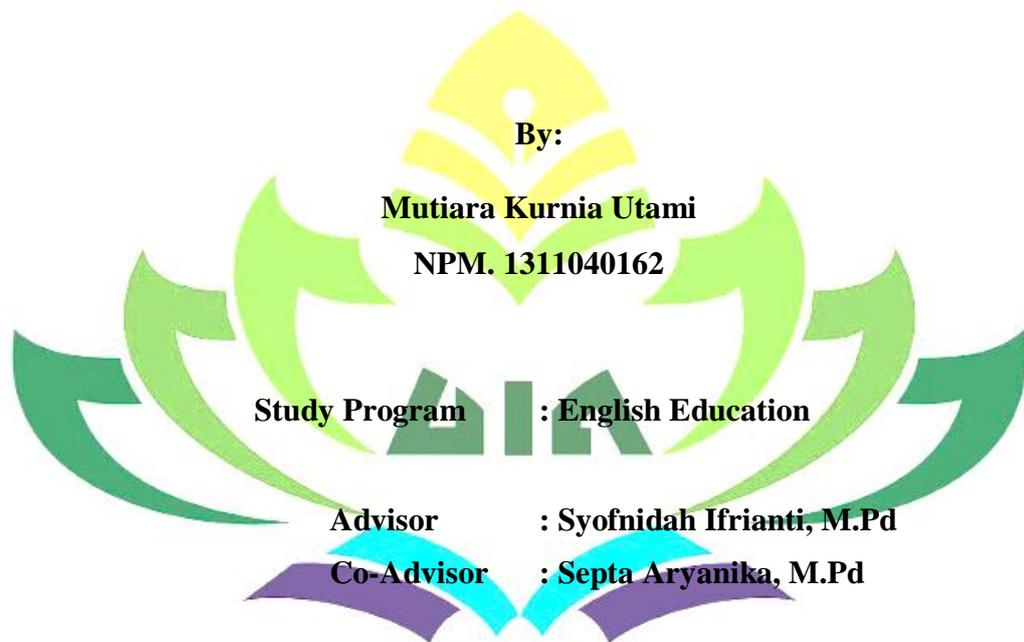 By:
Mutiara Kurnia Utami
NPM. 1311040162
Study Program : English Education
Advisor : Syofnidah Ifrianti, M.Pd
Co-Advisor : Septa Aryanika, M.Pd